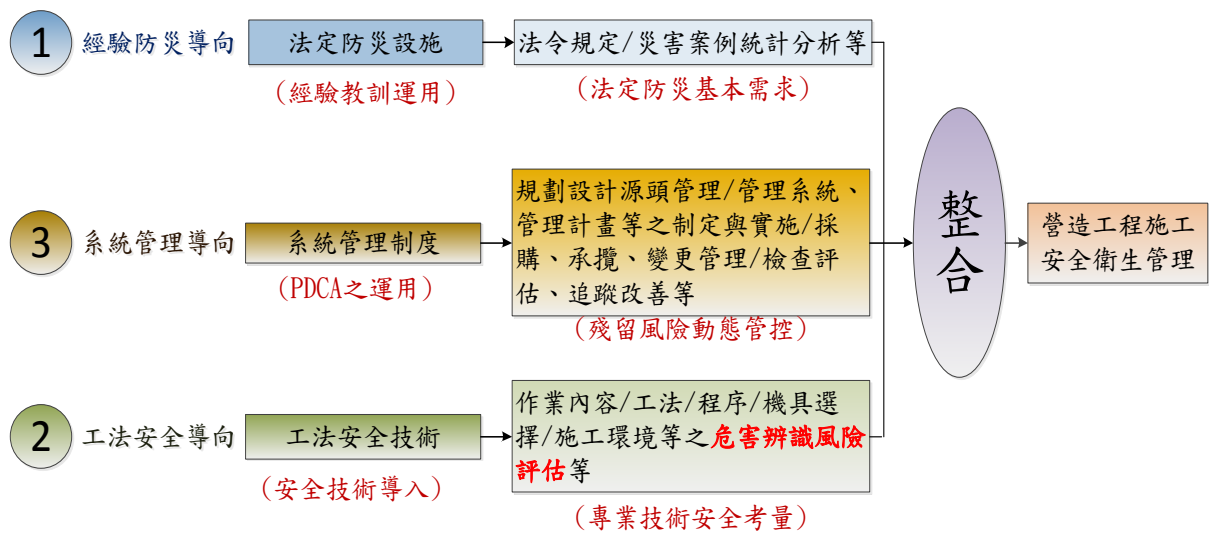 1
經驗防災導向
法定防災設施
(經驗教訓運用)
法令規定/災害案例統計分析等
(法定防災基本需求)
3
系統管理導向
系統管理制度
(PDCA之運用)
規劃設計源頭管理/管理系統、
管理計畫等之制定與實施/採
購、承攬、變更管理/檢查評
估、追蹤改善等
(殘留風險動態管控)
2
工法安全導向
工法安全技術
(安全技術導入)
作業內容/工法/程序/機具選
擇/施工環境等之危害辨識風險
評估等
(專業技術安全考量)
整
合
營造工程施工
安全衛生管理